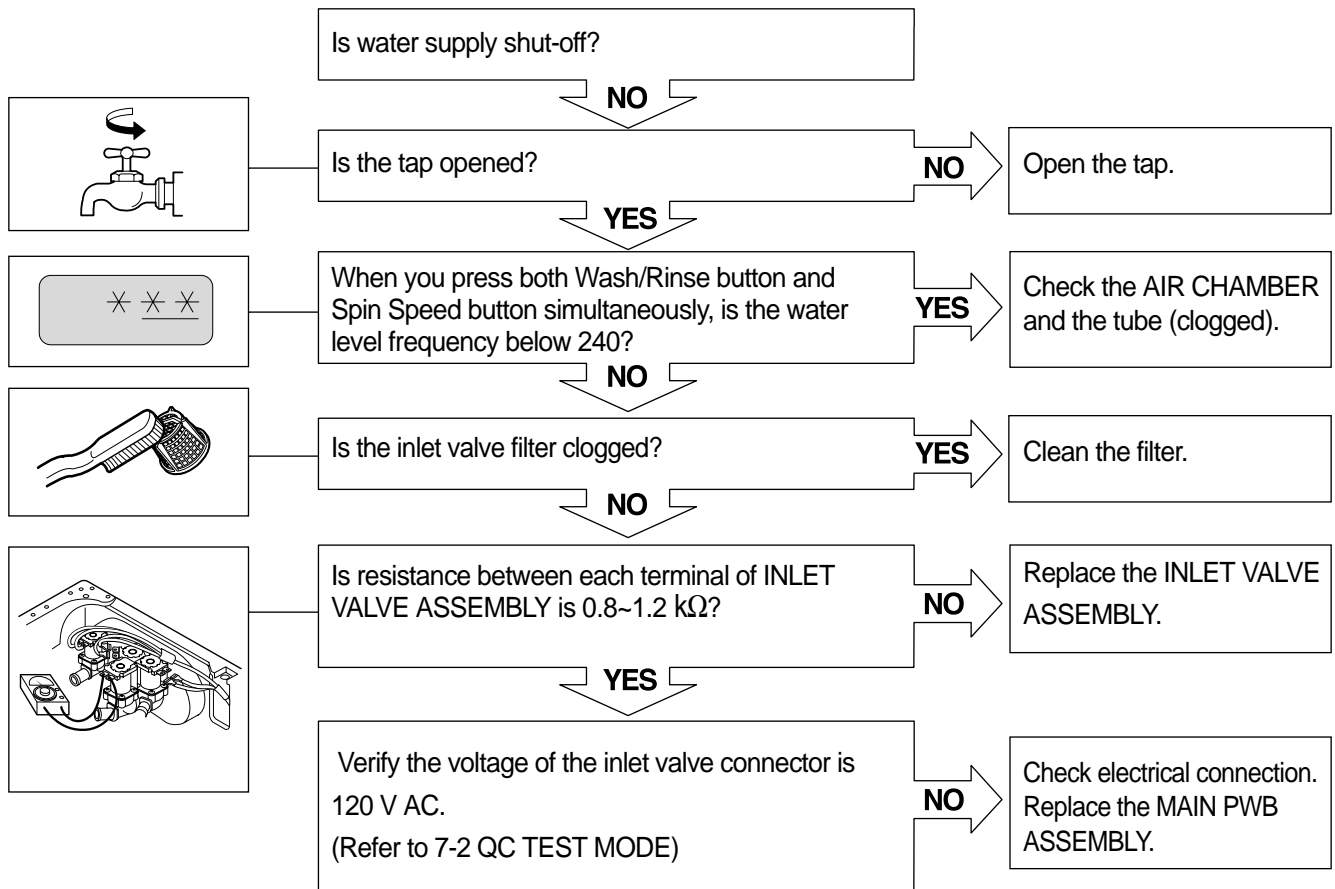 Is water supply shut-off?
NO
Is the tap opened?
NO
Open the tap.
YES
When you press both Wash/Rinse button and
Spin Speed button simultaneously, is the water
level frequency below 240?
YES
Check the AIR CHAMBER
and the tube (clogged).
NO
Is the inlet valve filter clogged?
YES
Clean the filter.
NO
Is resistance between each terminal of INLET
VALVE ASSEMBLY is 0.8~1.2 kΩ?
NO
Replace the INLET VALVE
ASSEMBLY.
YES
Verify the voltage of the inlet valve connector is
120 V AC.
(Refer to 7-2 QC TEST MODE)
NO
Check electrical connection.
Replace the MAIN PWB
ASSEMBLY.